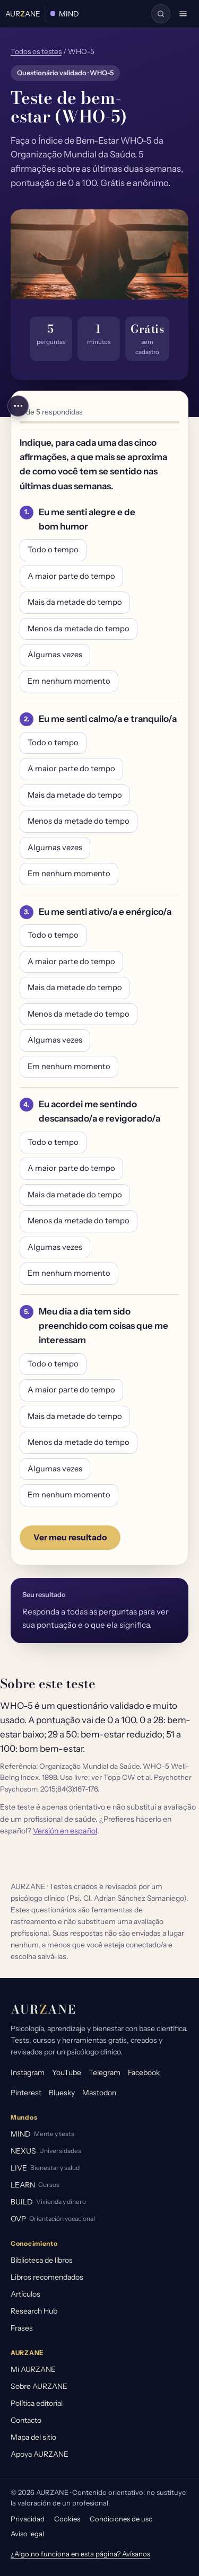 AURZANE MIND
Todos os testes / WHO-5
Questionário validado · WHO-5
Teste de bem-
estar (WHO-5)
Faça o Índice de Bem-Estar WHO-5 da
Organização Mundial da Saúde. 5
afirmações sobre as últimas duas semanas,
pontuação de 0 a 100. Grátis e anônimo.
5
perguntas
1
minutos
Grátis
sem
cadastro
de 5 respondidas
Indique, para cada uma das cinco
afirmações, a que mais se aproxima
de como você tem se sentido nas
últimas duas semanas.
1. Eu me senti alegre e de
bom humor
Todo o tempo
A maior parte do tempo
Mais da metade do tempo
Menos da metade do tempo
Algumas vezes
Em nenhum momento
2. Eu me senti calmo/a e tranquilo/a
Todo o tempo
A maior parte do tempo
Mais da metade do tempo
Menos da metade do tempo
Algumas vezes
Em nenhum momento
3. Eu me senti ativo/a e enérgico/a
Todo o tempo
A maior parte do tempo
Mais da metade do tempo
Menos da metade do tempo
Algumas vezes
Em nenhum momento
4. Eu acordei me sentindo
descansado/a e revigorado/a
Todo o tempo
A maior parte do tempo
Mais da metade do tempo
Menos da metade do tempo
Algumas vezes
Em nenhum momento
5. Meu dia a dia tem sido
preenchido com coisas que me
interessam
Todo o tempo
A maior parte do tempo
Mais da metade do tempo
Menos da metade do tempo
Algumas vezes
Em nenhum momento
Ver meu resultado
Seu resultado
Responda a todas as perguntas para ver
sua pontuação e o que ela significa.
Sobre este teste
WHO-5 é um questionário validado e muito
usado. A pontuação vai de 0 a 100. 0 a 28: bem-
estar baixo; 29 a 50: bem-estar reduzido; 51 a
100: bom bem-estar.
Referência: Organização Mundial da Saúde. WHO-5 Well-
Being Index. 1998. Uso livre; ver Topp CW et al. Psychother
Psychosom. 2015;84(3):167-176.
Este teste é apenas orientativo e não substitui a avaliação
de um profissional de saúde. ¿Prefieres hacerlo en
español? Versión en español.
AURZANE · Testes criados e revisados por um
psicólogo clínico (Psi. Cl. Adrian Sánchez Samaniego).
Estes questionários são ferramentas de
rastreamento e não substituem uma avaliação
profissional. Suas respostas não são enviadas a lugar
nenhum, a menos que você esteja conectado/a e
escolha salvá-las.
AURZANE
Psicología, aprendizaje y bienestar con base científica.
Tests, cursos y herramientas gratis, creados y
revisados por un psicólogo clínico.
Instagram YouTube Telegram Facebook
Pinterest Bluesky Mastodon
Mundos
MIND Mente y tests
NEXUS Universidades
LIVE Bienestar y salud
LEARN Cursos
BUILD Vivienda y dinero
OVP Orientación vocacional
Conocimiento
Biblioteca de libros
Libros recomendados
Artículos
Research Hub
Frases
AURZANE
Mi AURZANE
Sobre AURZANE
Política editorial
Contacto
Mapa del sitio
Apoya AURZANE
© 2026 AURZANE · Contenido orientativo: no sustituye
la valoración de un profesional.
Privacidad Cookies Condiciones de uso
Aviso legal
¿Algo no funciona en esta página? Avísanos